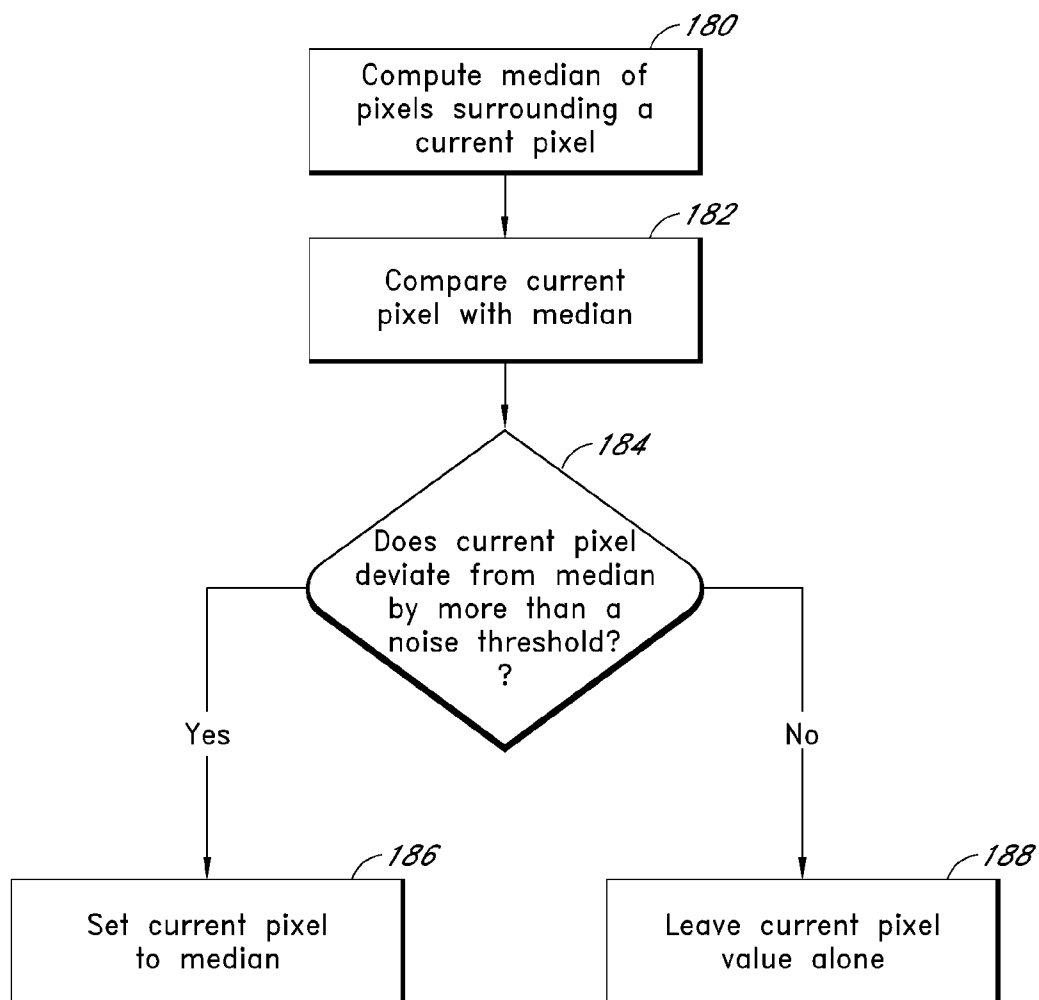 180
Compute median of
pixels surrounding a
current pixel
182
Compare current
pixel with median
184
Does current pixel
deviate from median
by more than a
noise threshold?
?
Yes
No
186
Set current pixel
to median
188
Leave current pixel
value alone